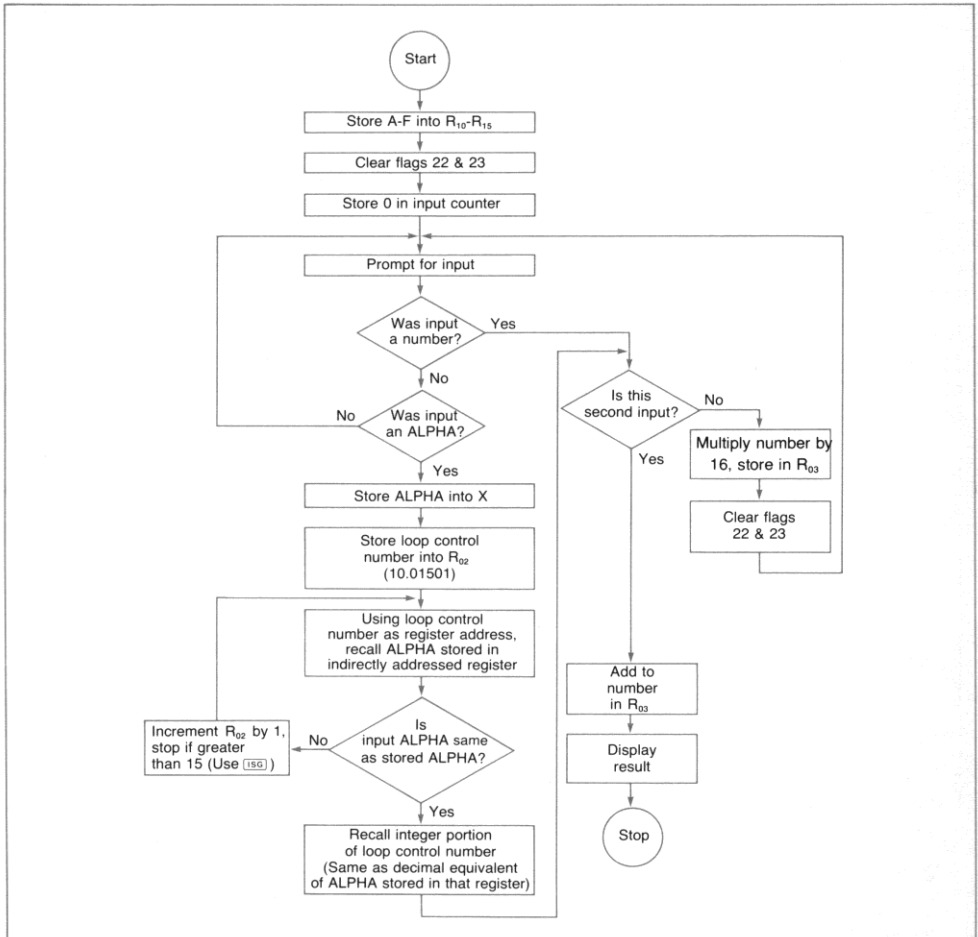 Start
Store A-F into R₁₀-R₁₅
Clear flags 22 & 23
Store 0 in input counter
Prompt for input
Was input
a number?
Yes
No
Was input
an ALPHA?
No
Yes
Store ALPHA into X
Store loop control
number into R₀₂
(10.01501)
Using loop control
number as register address,
recall ALPHA stored in
indirectly addressed register
Is
input ALPHA same
as stored ALPHA?
No
Increment R₀₂ by 1,
stop if greater
than 15 (Use ISG)
Yes
Recall integer portion
of loop control number
(Same as decimal equivalent
of ALPHA stored in that register)
Is this
second input?
No
Multiply number by
16, store in R₀₃
Clear flags
22 & 23
Yes
Add to
number
in R₀₃
Display
result
Stop